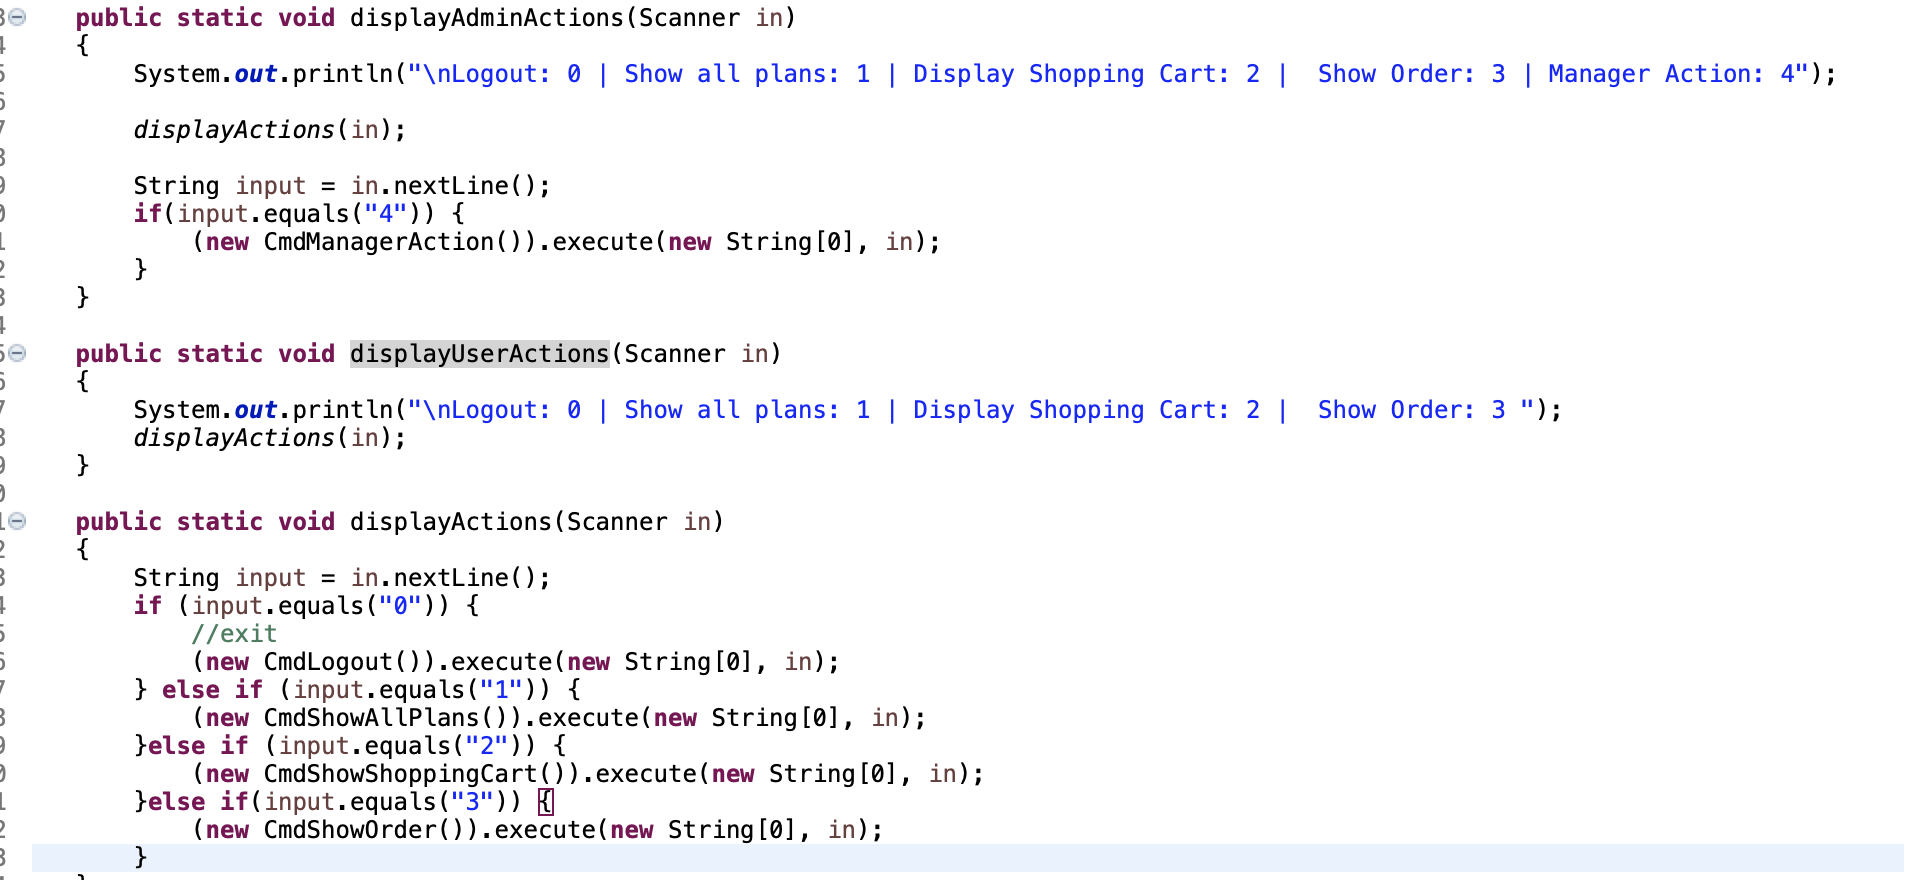 public static void displayAdminActions(Scanner in)
{
System.out.println("\nLogout: 0 | Show all plans: 1 | Display Shopping Cart: 2 |  Show Order: 3 | Manager Action: 4");
displayActions(in);
String input = in.nextLine();
if(input.equals("4")) {
(new CmdManagerAction()).execute(new String[0], in);
}
}
public static void displayUserActions(Scanner in)
{
System.out.println("\nLogout: 0 | Show all plans: 1 | Display Shopping Cart: 2 |  Show Order: 3 ");
displayActions(in);
}
public static void displayActions(Scanner in)
{
String input = in.nextLine();
if (input.equals("0")) {
//exit
(new CmdLogout()).execute(new String[0], in);
} else if (input.equals("1")) {
(new CmdShowAllPlans()).execute(new String[0], in);
}else if (input.equals("2")) {
(new CmdShowShoppingCart()).execute(new String[0], in);
}else if(input.equals("3")) {
(new CmdShowOrder()).execute(new String[0], in);
}